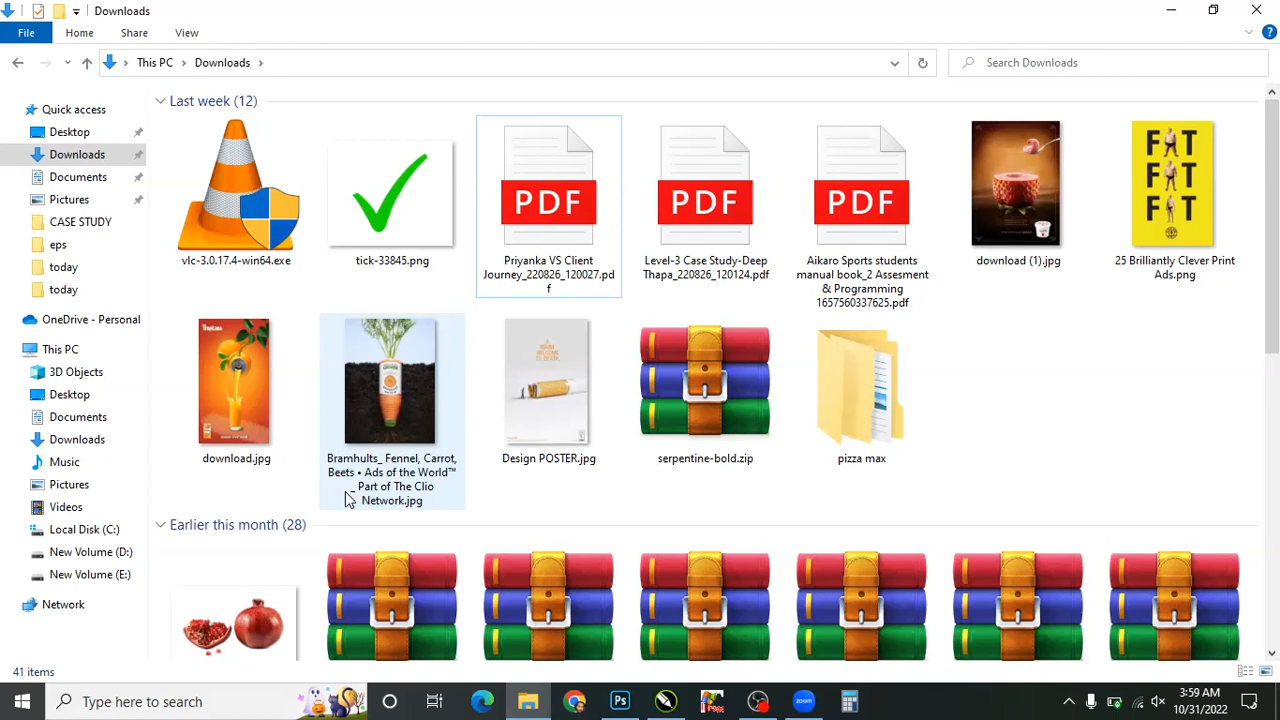 Downloads
File
Home
Share
View
This PC
Downloads
Search Downloads
Quick access
Desktop
Downloads
Documents
Pictures
CASE STUDY
eps
today
today
OneDrive - Personal
This PC
3D Objects
Desktop
Documents
Downloads
Music
Pictures
Videos
Local Disk (C:)
New Volume (D:)
New Volume (E:)
Network
Last week (12)
vlc-3.0.17.4-win64.exe
tick-33845.png
PDF
Priyanka VS Client
Journey_220826_120027.pd
f
PDF
Level-3 Case Study-Deep
Thapa_220826_120124.pdf
PDF
Aikaro Sports students
manual book_2 Assesment
& Programming
1657560337625.pdf
download (1).jpg
FAT
FAT
FAT
25 Brilliantly Clever Print
Ads.png
Tropicana
download.jpg
Bramhults_ Fennel, Carrot,
Beets • Ads of the World™
_ Part of The Clio
Network.jpg
Design POSTER.jpg
serpentine-bold.zip
pizza max
Earlier this month (28)
41 items
Type here to search
Ps
zoom
3:59 AM
10/31/2022